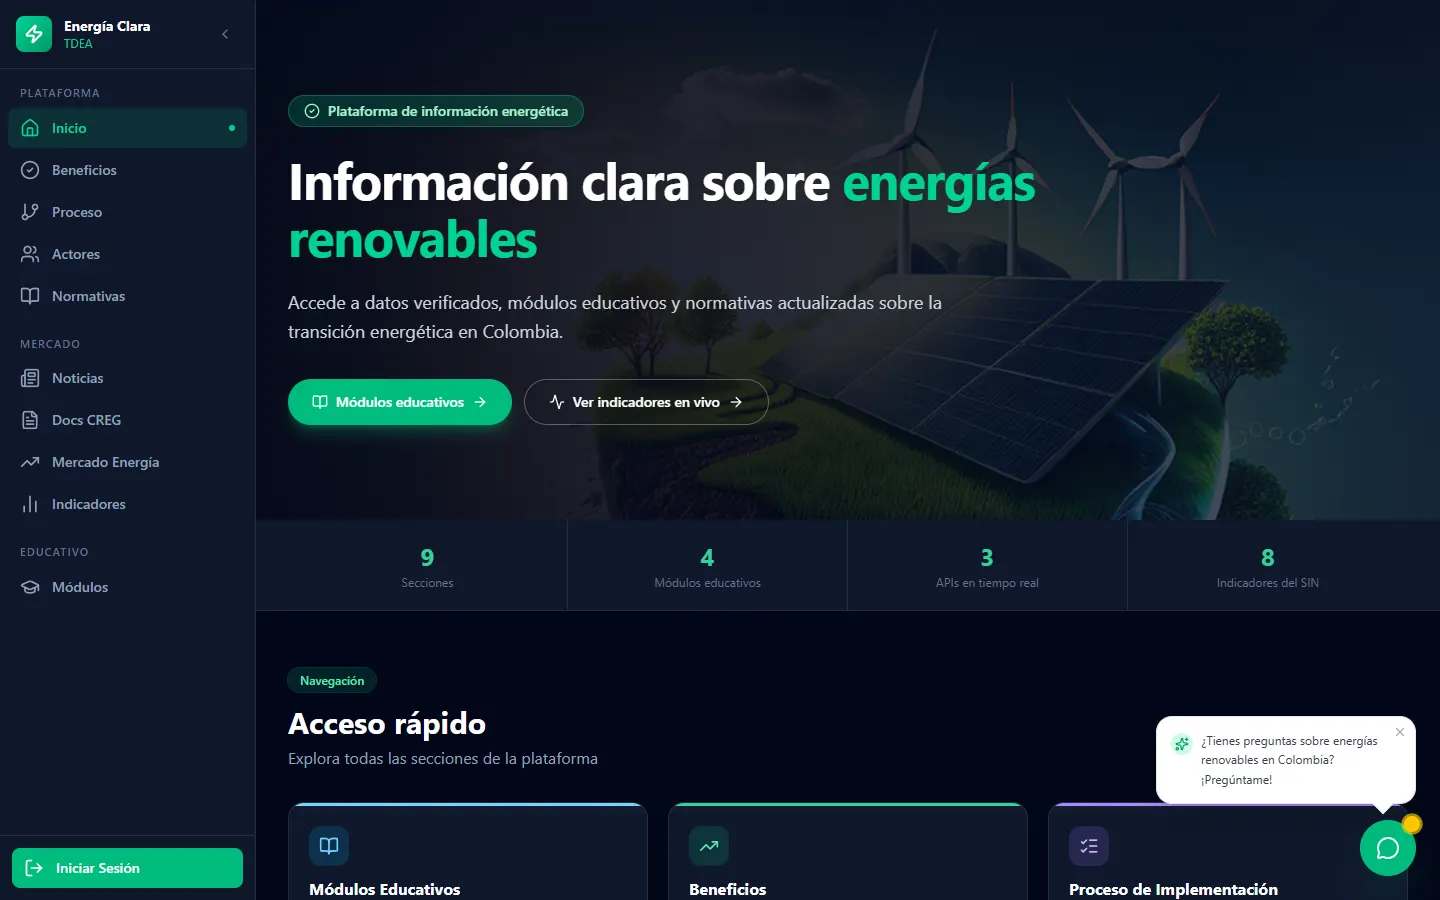 Energía Clara
TDEA
PLATAFORMA
Inicio
Beneficios
Proceso
Actores
Normativas
MERCADO
Noticias
Docs CREG
Mercado Energía
Indicadores
EDUCATIVO
Módulos
Iniciar Sesión
Plataforma de información energética
Información clara sobre energías
renovables
Accede a datos verificados, módulos educativos y normativas actualizadas sobre la
transición energética en Colombia.
Módulos educativos
Ver indicadores en vivo
9
Secciones
4
Módulos educativos
3
APIs en tiempo real
8
Indicadores del SIN
Navegación
Acceso rápido
Explora todas las secciones de la plataforma
Módulos Educativos
Beneficios
Proceso de Implementación
¿Tienes preguntas sobre energías
renovables en Colombia?
¡Pregúntame!